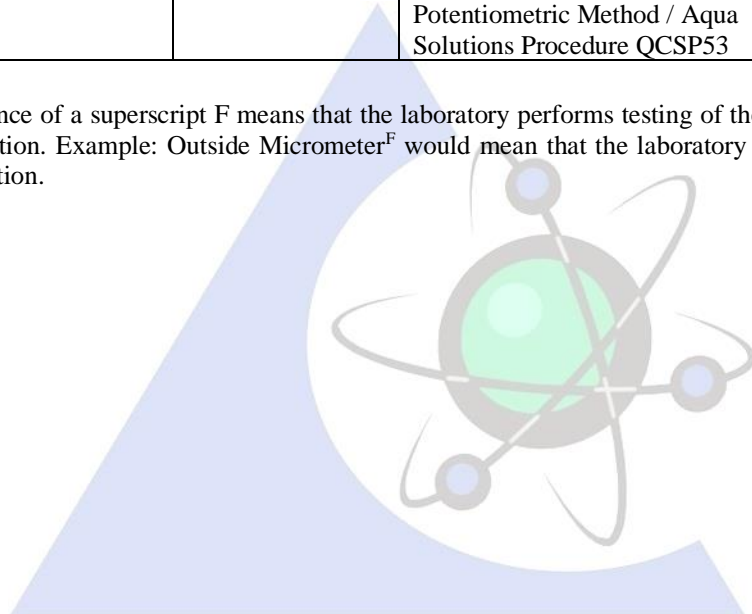 Potentiometric Method / Aqua
Solutions Procedure QCSP53
nce of a superscript F means that the laboratory performs testing of the
tion. Example: Outside Micrometerᶠ would mean that the laboratory
tion.